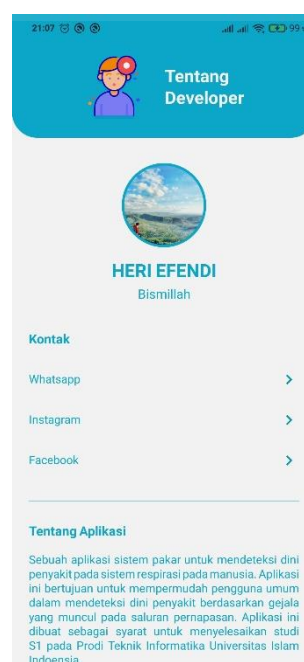 21:07
99
Tentang
Developer
HERI EFENDI
Bismillah
Kontak
Whatsapp
Instagram
Facebook
Tentang Aplikasi
Sebuah aplikasi sistem pakar untuk mendeteksi dini
penyakit pada sistem respirasi pada manusia. Aplikasi
ini bertujuan untuk mempermudah pengguna umum
dalam mendeteksi dini penyakit berdasarkan gejala
yang muncul pada saluran pernapasan. Aplikasi ini
dibuat sebagai syarat untuk menyelesaikan studi
S1 pada Prodi Teknik Informatika Universitas Islam
Indoensia